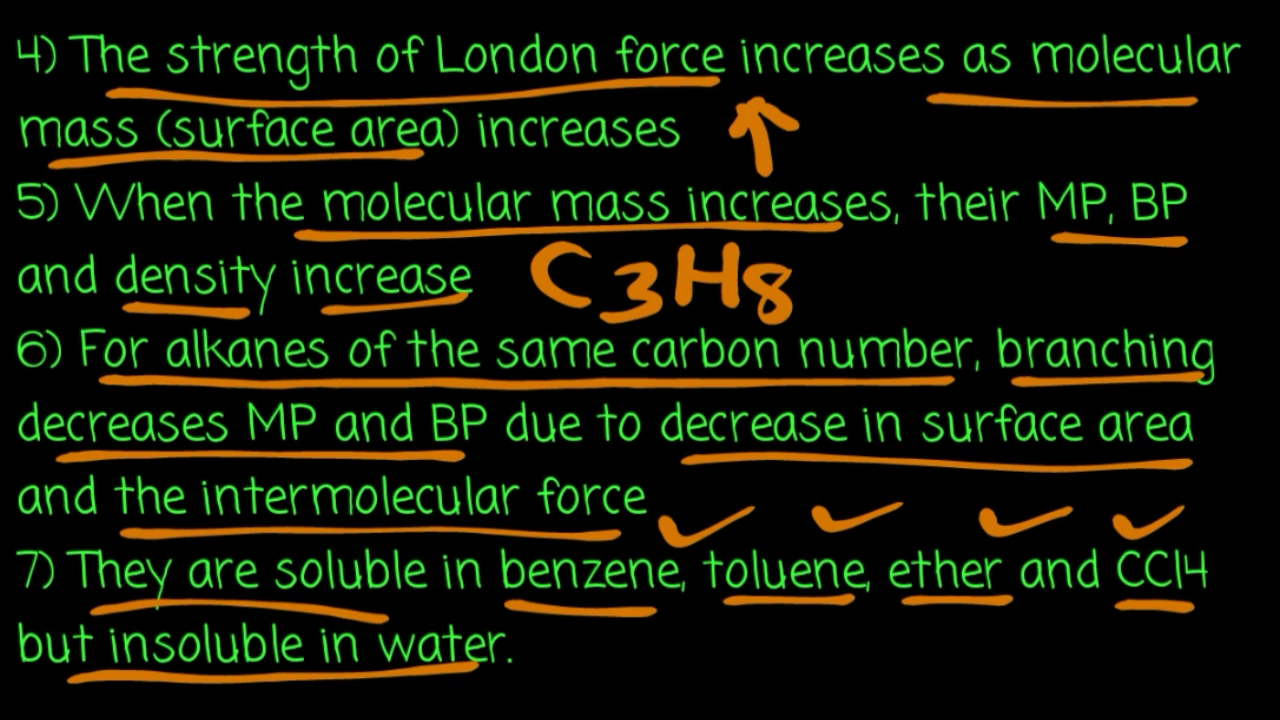 4) The strength of London force increases as molecular
mass (surface area) increases
5) When the molecular mass increases, their MP, BP
and density increase
C3H8
6) For alkanes of the same carbon number, branching
decreases MP and BP due to decrease in surface area
and the intermolecular force
7) They are soluble in benzene, toluene, ether and CCl4
but insoluble in water.